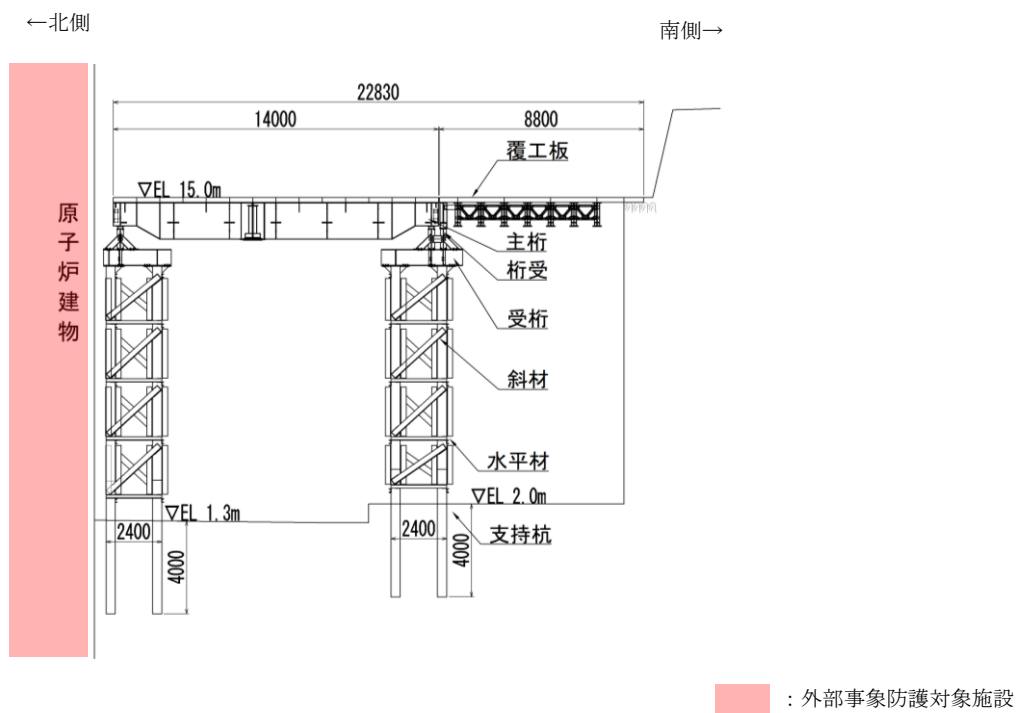 ←北側
南側→
22830
14000
8800
覆工板
▽EL 15.0m
原子炉建物
主桁
桁受
受桁
斜材
水平材
▽EL 2.0m
▽EL 1.3m
2400
2400
支持杭
4000
4000
：外部事象防護対象施設